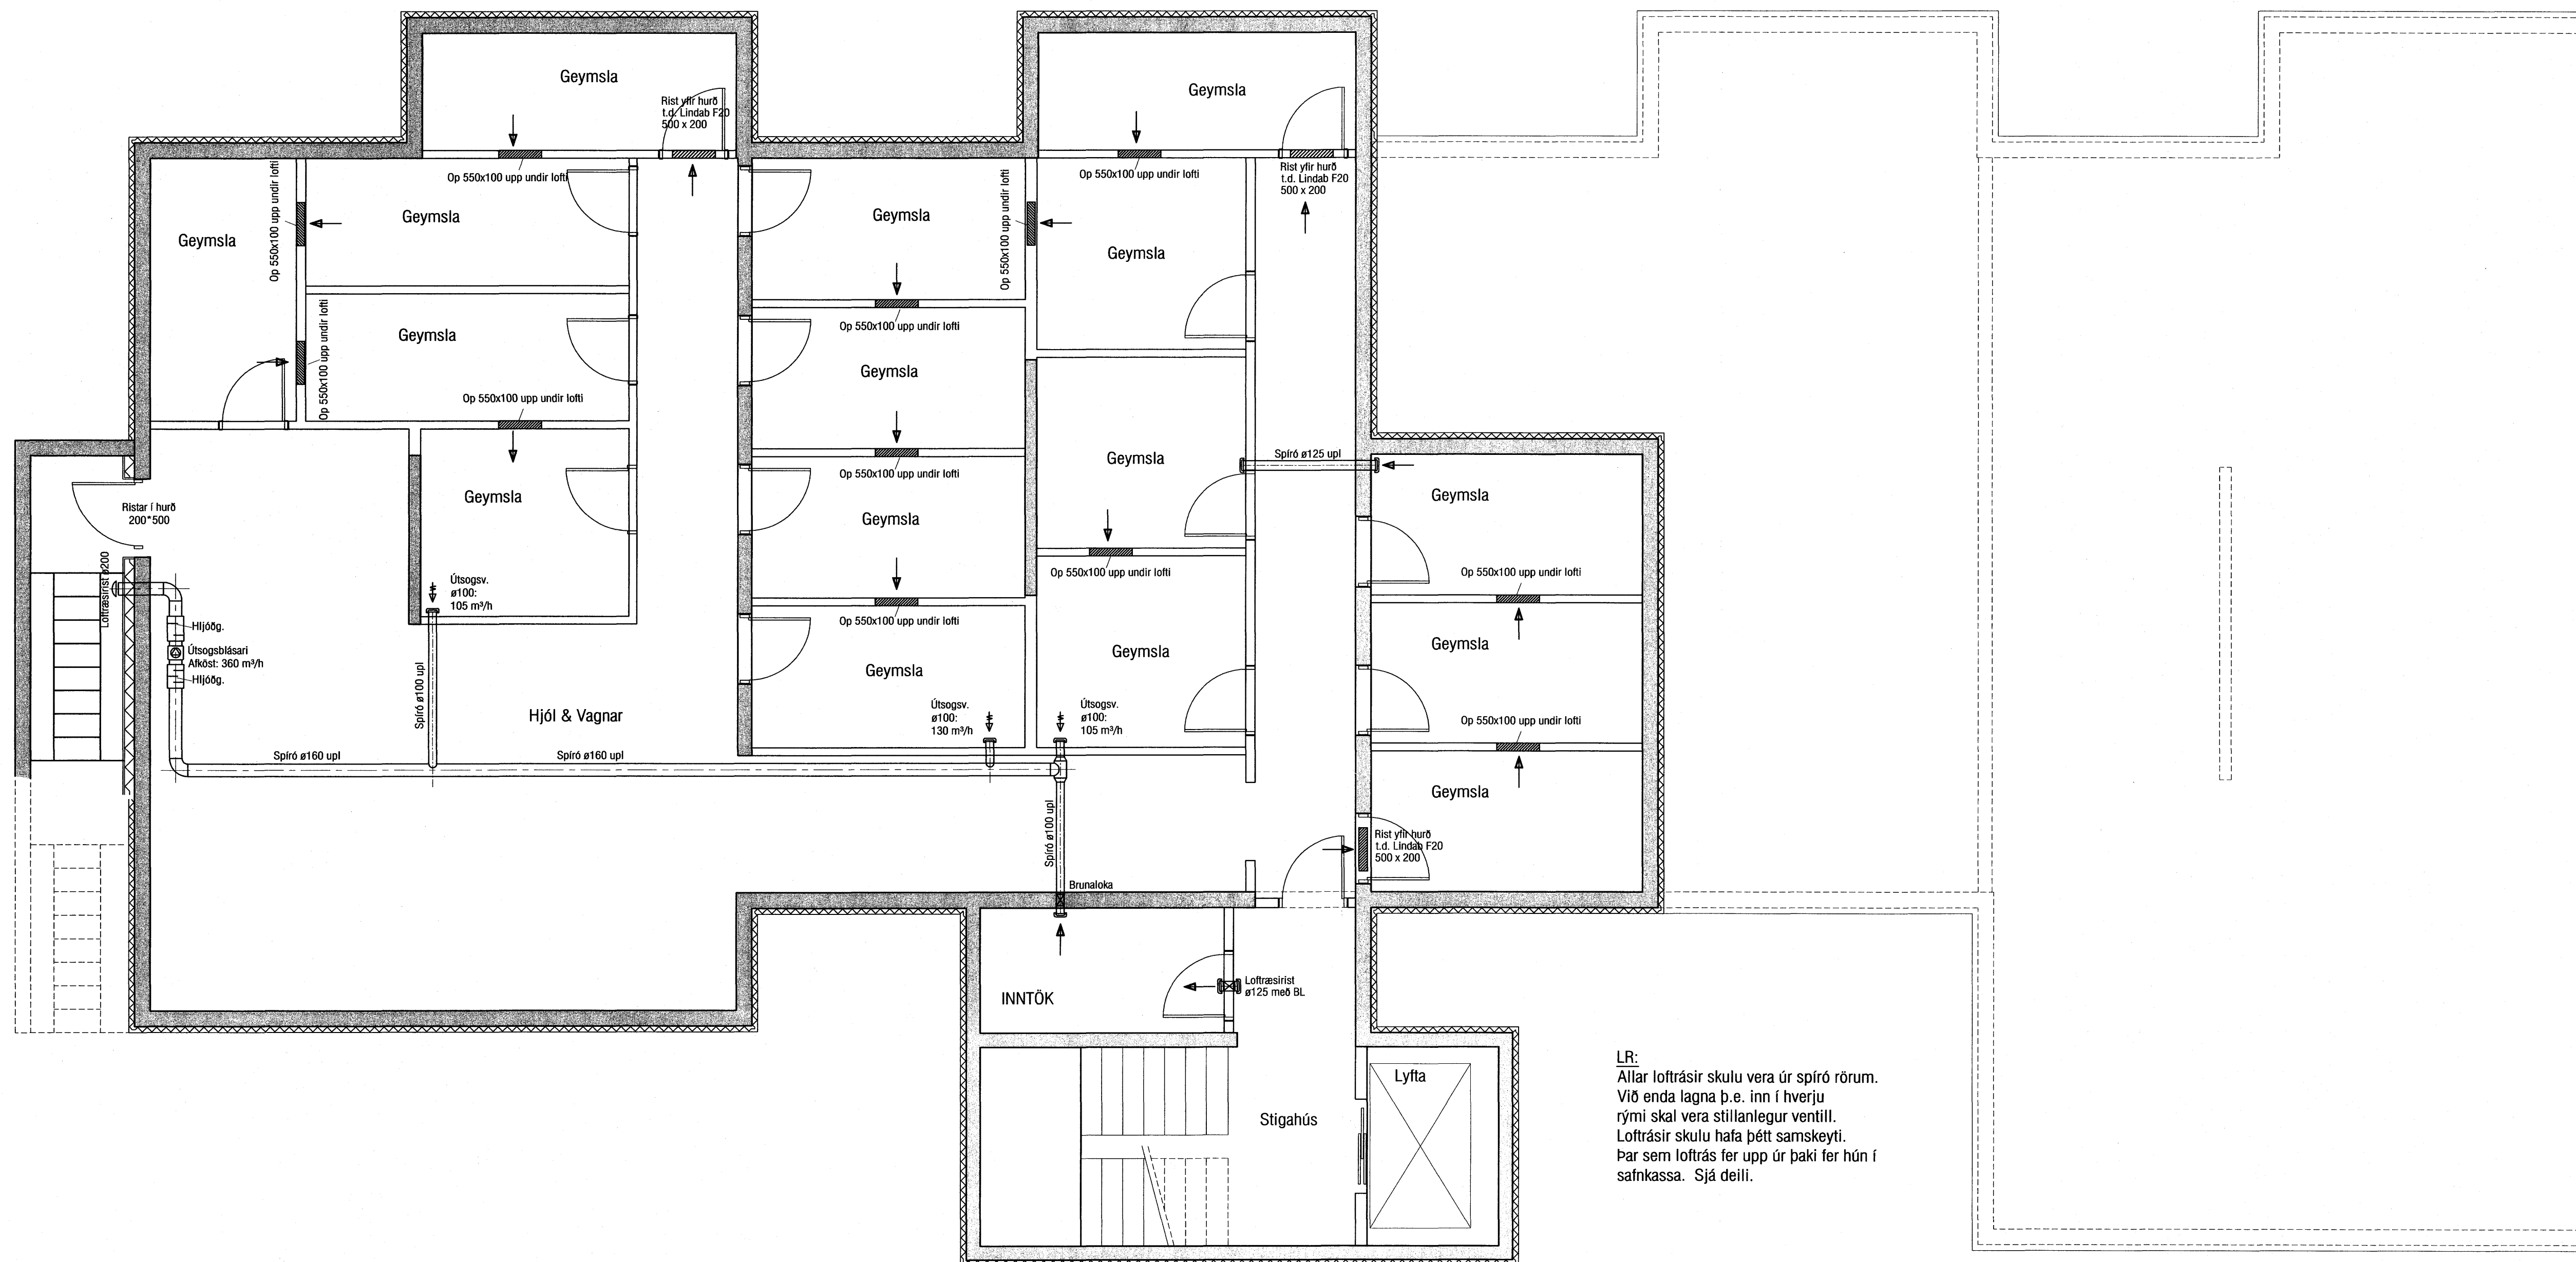 Geymsla
Geymsla
Rist yfir hurð
t.d. Lindab F20
500 x 200
Op 550x100 upp undir lofti
Op 550x100 upp undir lofti
Op 550x100 upp undir lofti
Rist yfir hurð
t.d. Lindab F20
500 x 200
Geymsla
Geymsla
Geymsla
Geymsla
Op 550x100 upp undir lofti
Geymsla
Op 550x100 upp undir lofti
Geymsla
Op 550x100 upp undir lofti
Geymsla
Op 550x100 upp undir lofti
Spíró ø125 upl
Geymsla
Op 550x100 upp undir lofti
Geymsla
Geymsla
Geymsla
Ristar í hurð
200*500
Loftræsirist ø200
Útsogsv.
ø100:
105 m³/h
Op 550x100 upp undir lofti
Op 550x100 upp undir lofti
Op 550x100 upp undir lofti
Hljóðg.
Útsogsblásari
Afköst: 360 m³/h
Hljóðg.
Spíró ø100 upl
Geymsla
Geymsla
Geymsla
Hjól & Vagnar
Útsogsv.
ø100:
130 m³/h
Útsogsv.
ø100:
105 m³/h
Op 550x100 upp undir lofti
Spíró ø160 upl
Spíró ø160 upl
Geymsla
Spíró ø100 upl
Rist yfir hurð
t.d. Lindab F20
500 x 200
Brunaloka
INNTÖK
Loftræsirist
ø125 með BL
Lyfta
Stigahús
LR:
Allar loftrásir skulu vera úr spíró rörum.
Við enda lagna þ.e. inn í hverju
rými skal vera stillanlegur ventill.
Loftrásir skulu hafa þétt samskeyti.
Þar sem loftrás fer upp úr þaki fer hún í
safnkassa. Sjá deili.